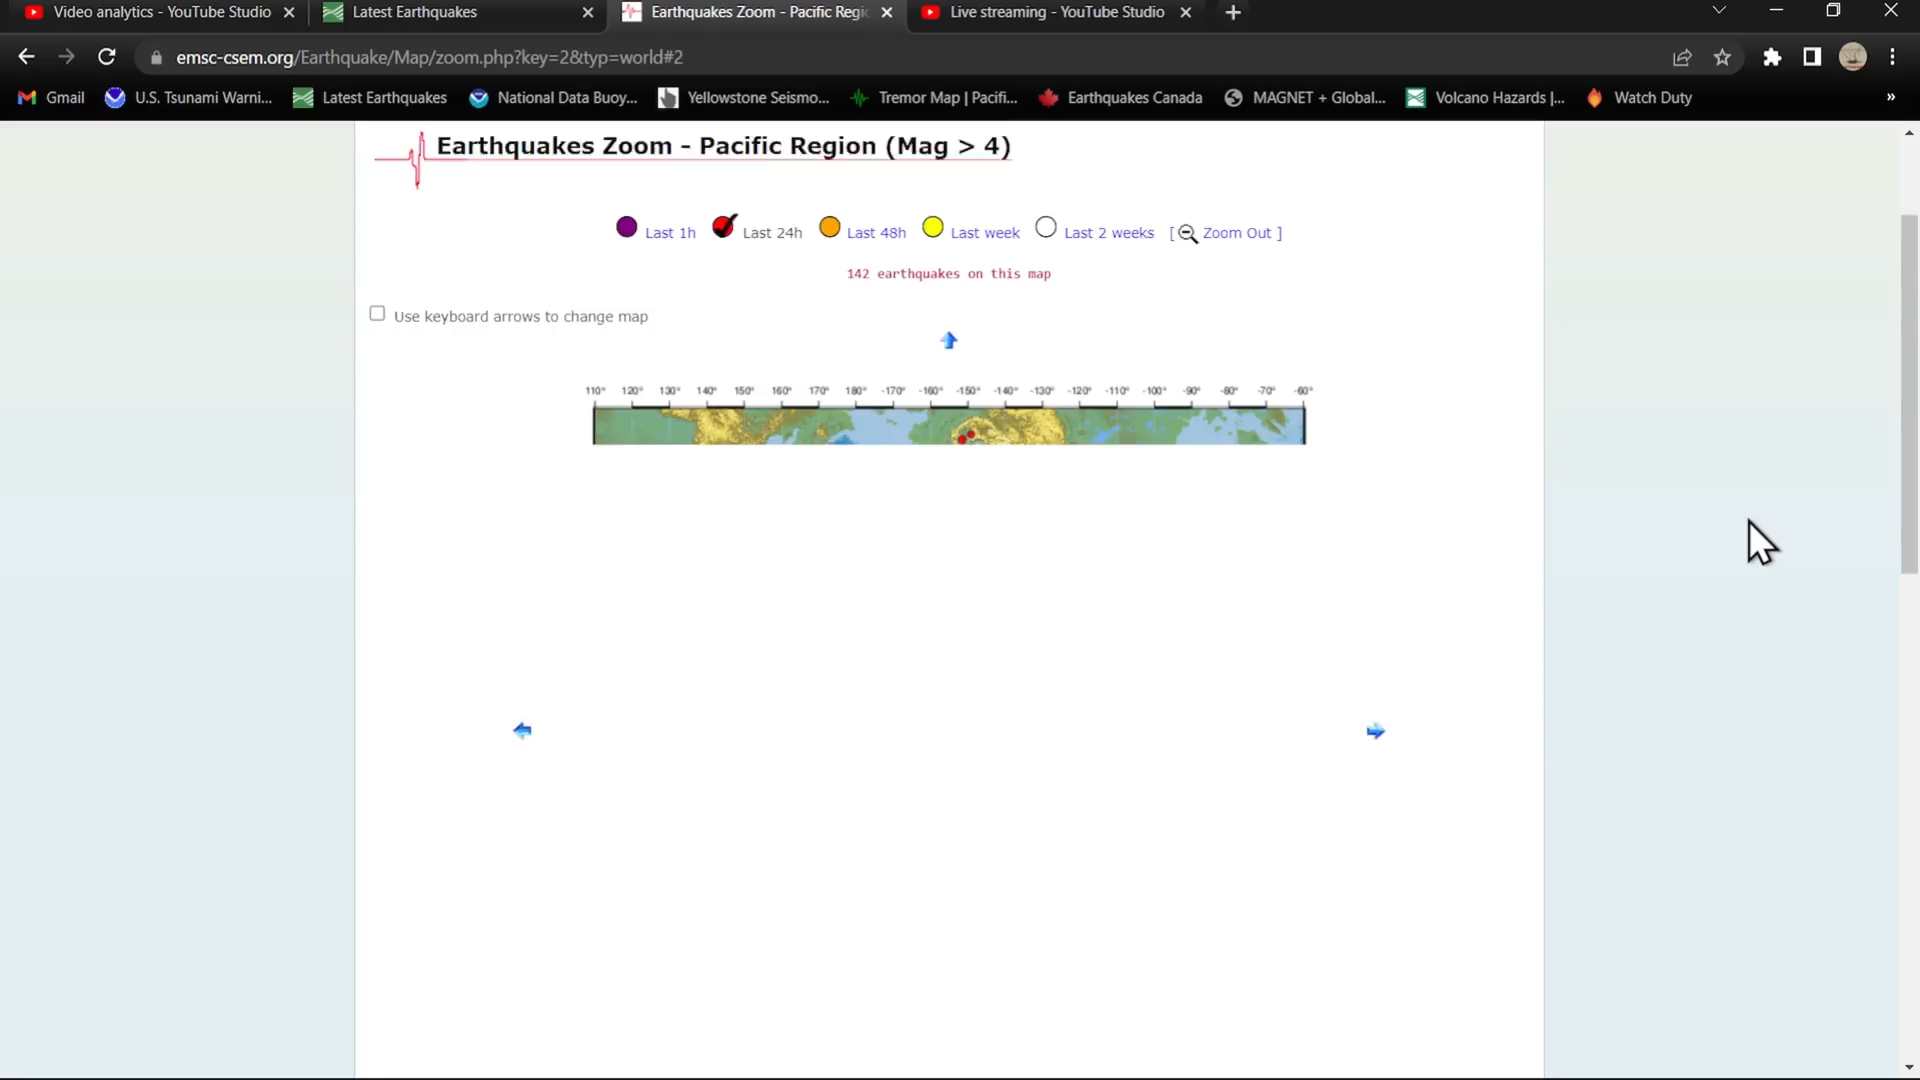 Video analytics - YouTube Studio
Latest Earthquakes
Earthquakes Zoom - Pacific Regi
Live streaming - YouTube Studio
emsc-csem.org/Earthquake/Map/zoom.php?key=2&typ=world#2
Gmail
U.S. Tsunami Warni...
Latest Earthquakes
National Data Buoy...
Yellowstone Seismo...
Tremor Map | Pacifi...
Earthquakes Canada
MAGNET + Global...
Volcano Hazards |...
Watch Duty
»
Earthquakes Zoom - Pacific Region (Mag > 4)
Last 1h Last 24h Last 48h Last week Last 2 weeks [ Zoom Out ]
142 earthquakes on this map
Use keyboard arrows to change map
110° 120° 130° 140° 150° 160° 170° 180° -170° -160° -150° -140° -130° -120° -110° -100° -90° -80° -70° -60°